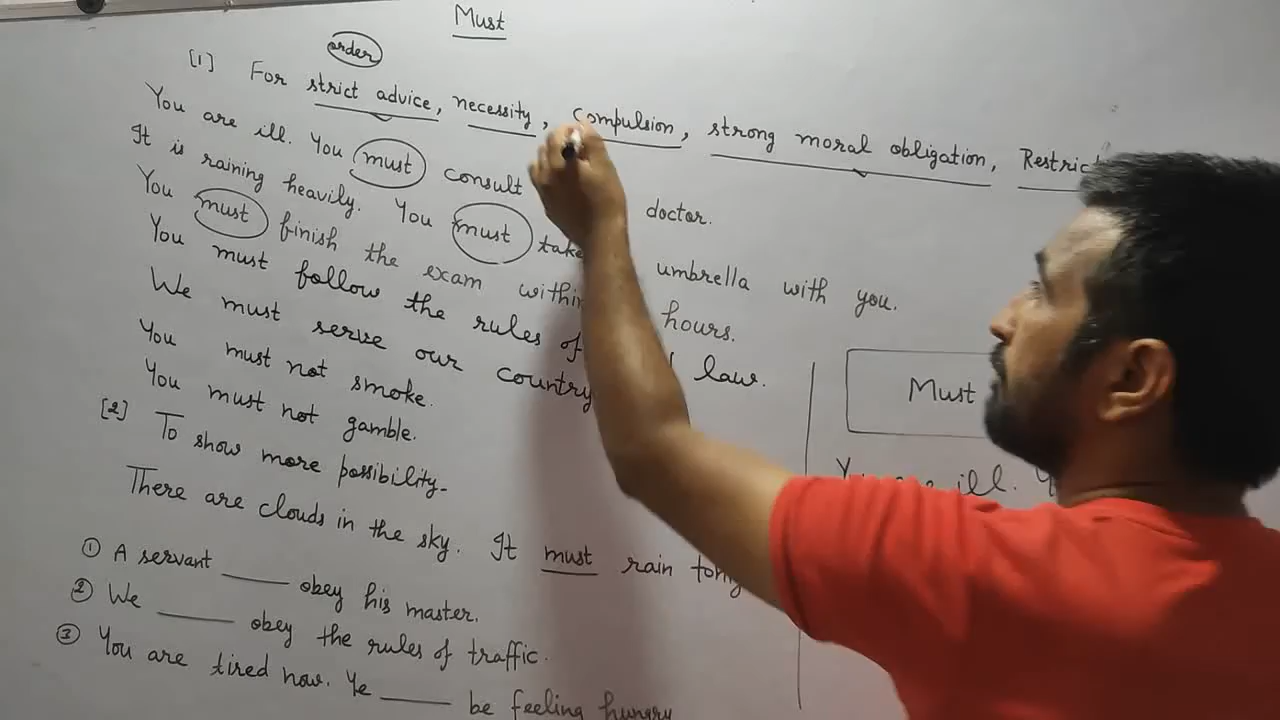 Must
order
[1] For strict advice, necessity, Compulsion, strong moral obligation,
You are ill. You must consult doctor.
It is raining heavily. You must take umbrella with you.
You must finish the exam within hours.
You must follow the rules of law.
We must serve our country
You must not smoke.
You must not gamble.
[2] To show more possibility-
There are clouds in the sky. It must rain
① A servant ____ obey his master.
② We ____ obey the rules of traffic.
③ You are tired now. Ye ____ be feeling hungry
Must
ill.